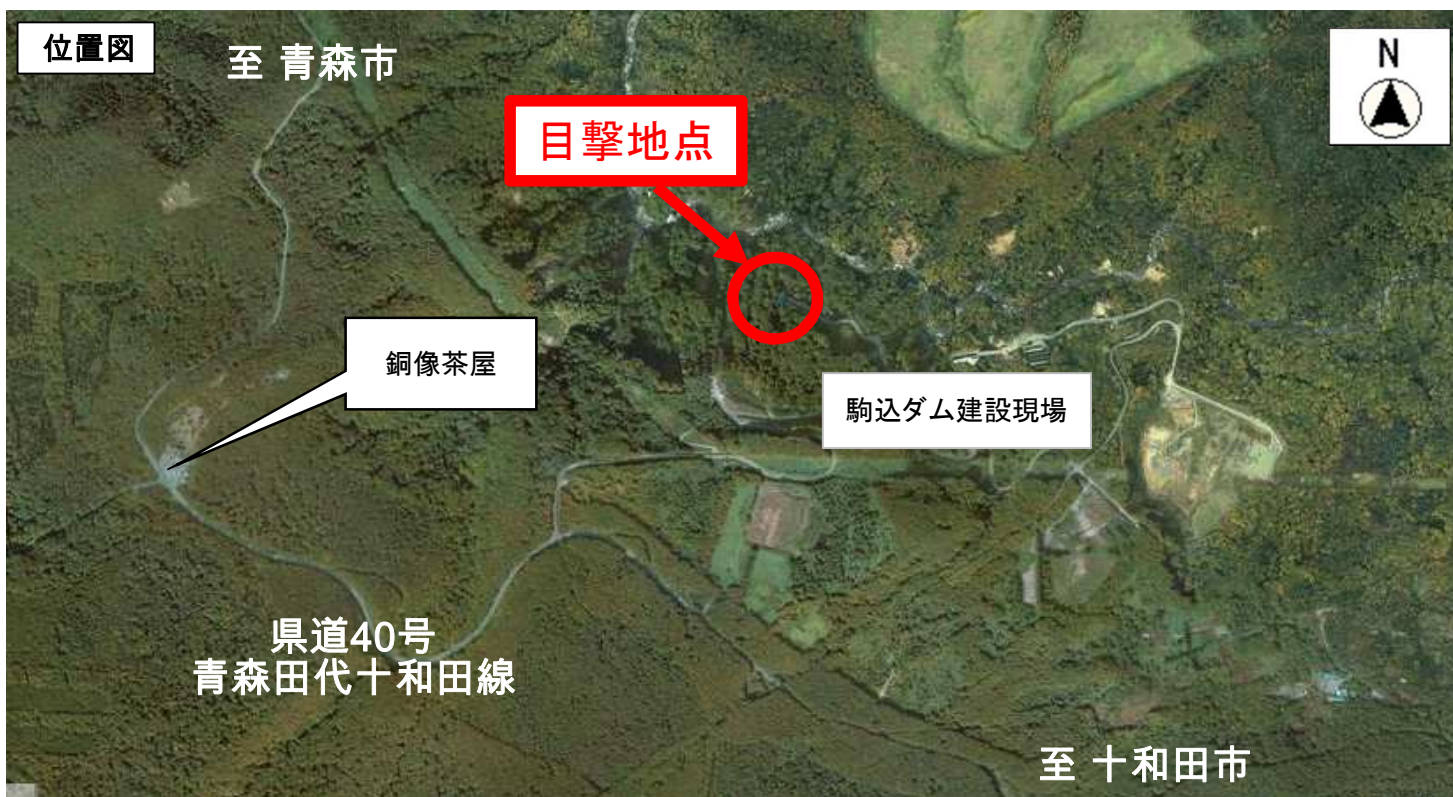 位置図
至 青森市
N
目撃地点
銅像茶屋
駒込ダム建設現場
県道40号
青森田代十和田線
至 十和田市